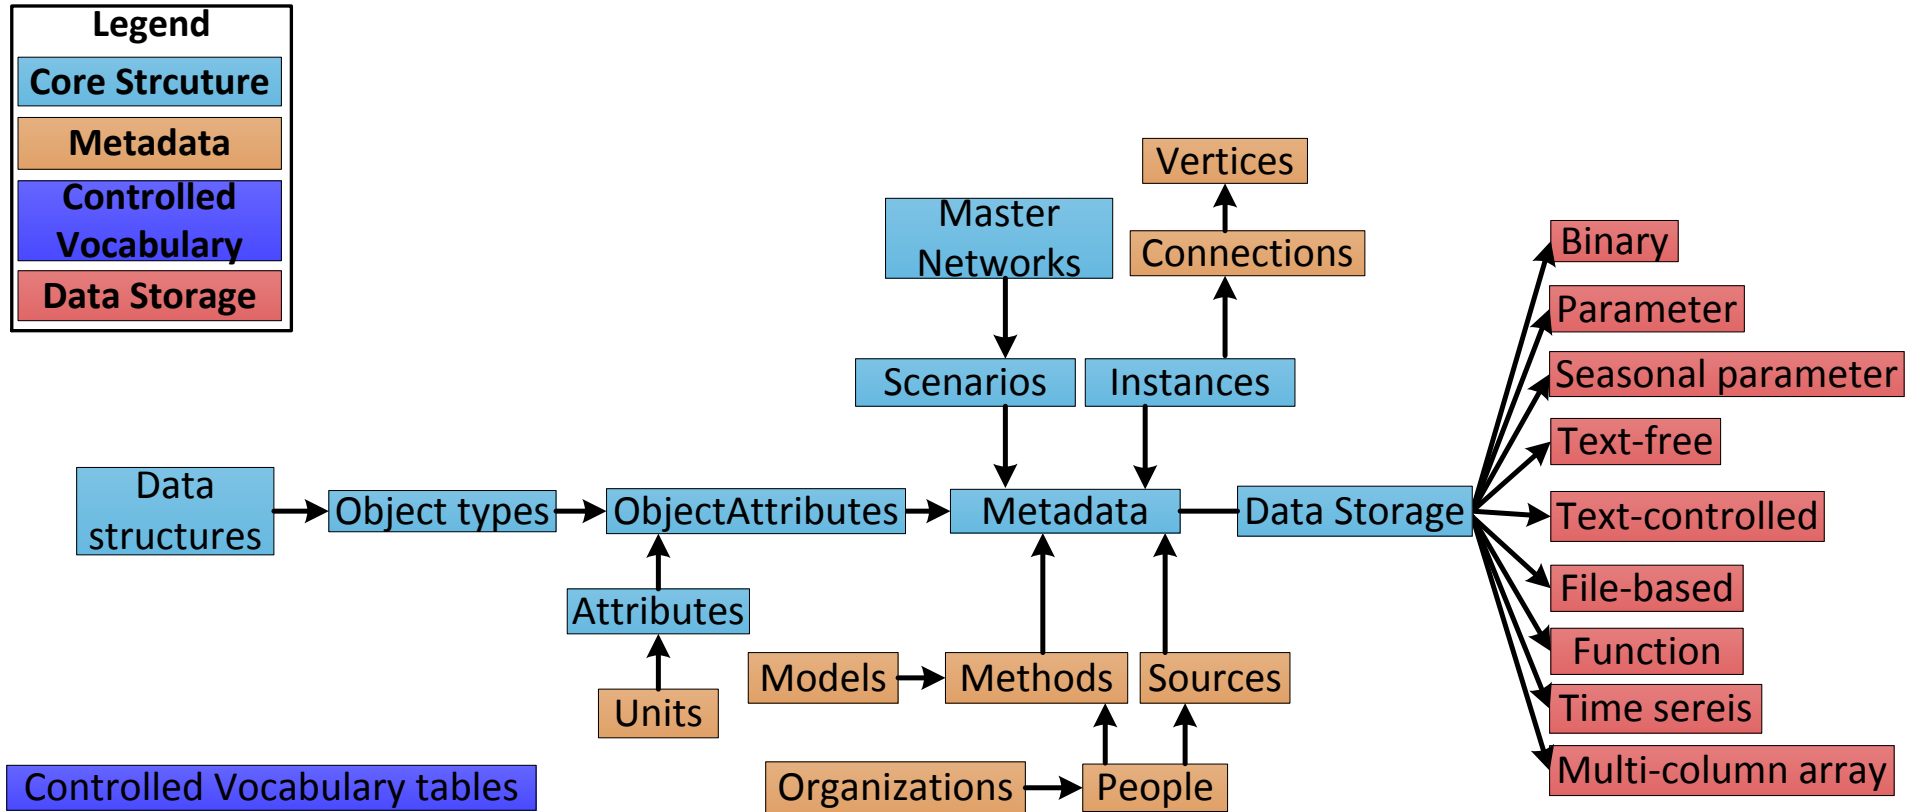 Legend
Core Strcuture
Metadata
Controlled
Vocabulary
Data Storage
Vertices
Master
Networks
Connections
Scenarios
Instances
Data
structures
Object types
ObjectAttributes
Metadata
Data Storage
Attributes
Units
Models
Methods
Sources
Organizations
People
Controlled Vocabulary tables
Binary
Parameter
Seasonal parameter
Text-free
Text-controlled
File-based
Function
Time sereis
Multi-column array